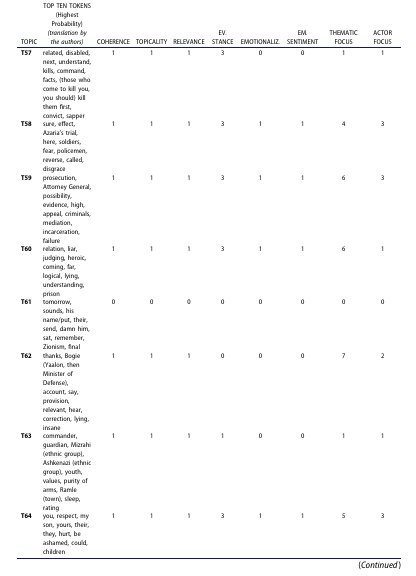 TOP TEN TOKENS
(Highest
Probability)
(translation by
the authors)
TOPIC COHERENCE TOPICALITY RELEVANCE EV. STANCE EMOTIONALIZ. EM. SENTIMENT THEMATIC FOCUS ACTOR FOCUS
T57 related, disabled, 1 1 1 3 0 0 1 1
next, understand,
kills, command,
facts, (those who
come to kill you,
you should) kill
them first,
convict, sapper
T58 sure, effect, 1 1 1 3 1 1 4 3
Azaria's trial,
here, soldiers,
fear, policemen,
reverse, called,
disgrace
T59 prosecution, 1 1 1 3 1 1 6 3
Attorney General,
possibility,
evidence, high,
appeal, criminals,
mediation,
incarceration,
failure
T60 relation, liar, 1 1 1 3 1 1 6 1
judging, heroic,
coming, far,
logical, lying,
understanding,
prison
T61 tomorrow, 0 0 0 0 0 0 0 0
sounds, his
name/put, their,
send, damn him,
sat, remember,
Zionism, final
T62 thanks, Bogie 1 1 1 0 0 0 7 2
(Yaalon, then
Minister of
Defense),
account, say,
provision,
relevant, hear,
correction, lying,
insane
T63 commander, 1 1 1 1 0 0 1 1
guardian, Mizrahi
(ethnic group),
Ashkenazi (ethnic
group), youth,
values, purity of
arms, Ramle
(town), sleep,
rating
T64 you, respect, my 1 1 1 3 1 1 5 3
son, yours, their,
they, hurt, be
ashamed, could,
children
(Continued)